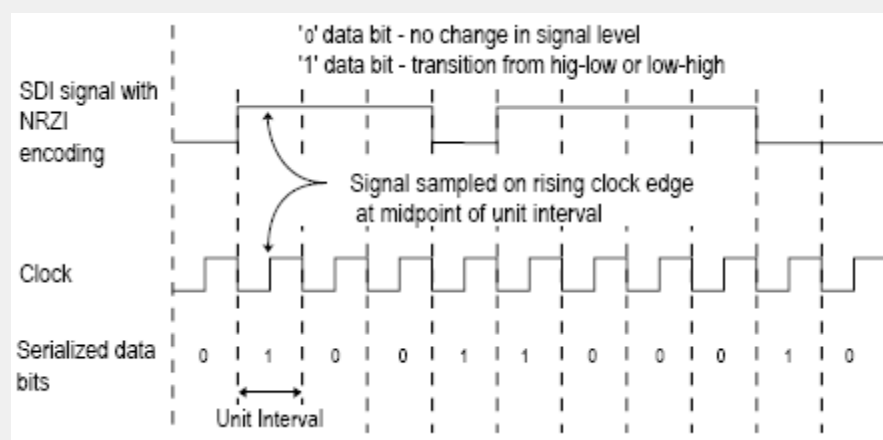 '0' data bit - no change in signal level
'1' data bit - transition from hig-low or low-high
SDI signal with
NRZI
encoding
Signal sampled on rising clock edge
at midpoint of unit interval
Clock
Serialized data
bits
0 1 0 0 1 1 0 0 0 1 0
Unit Interval